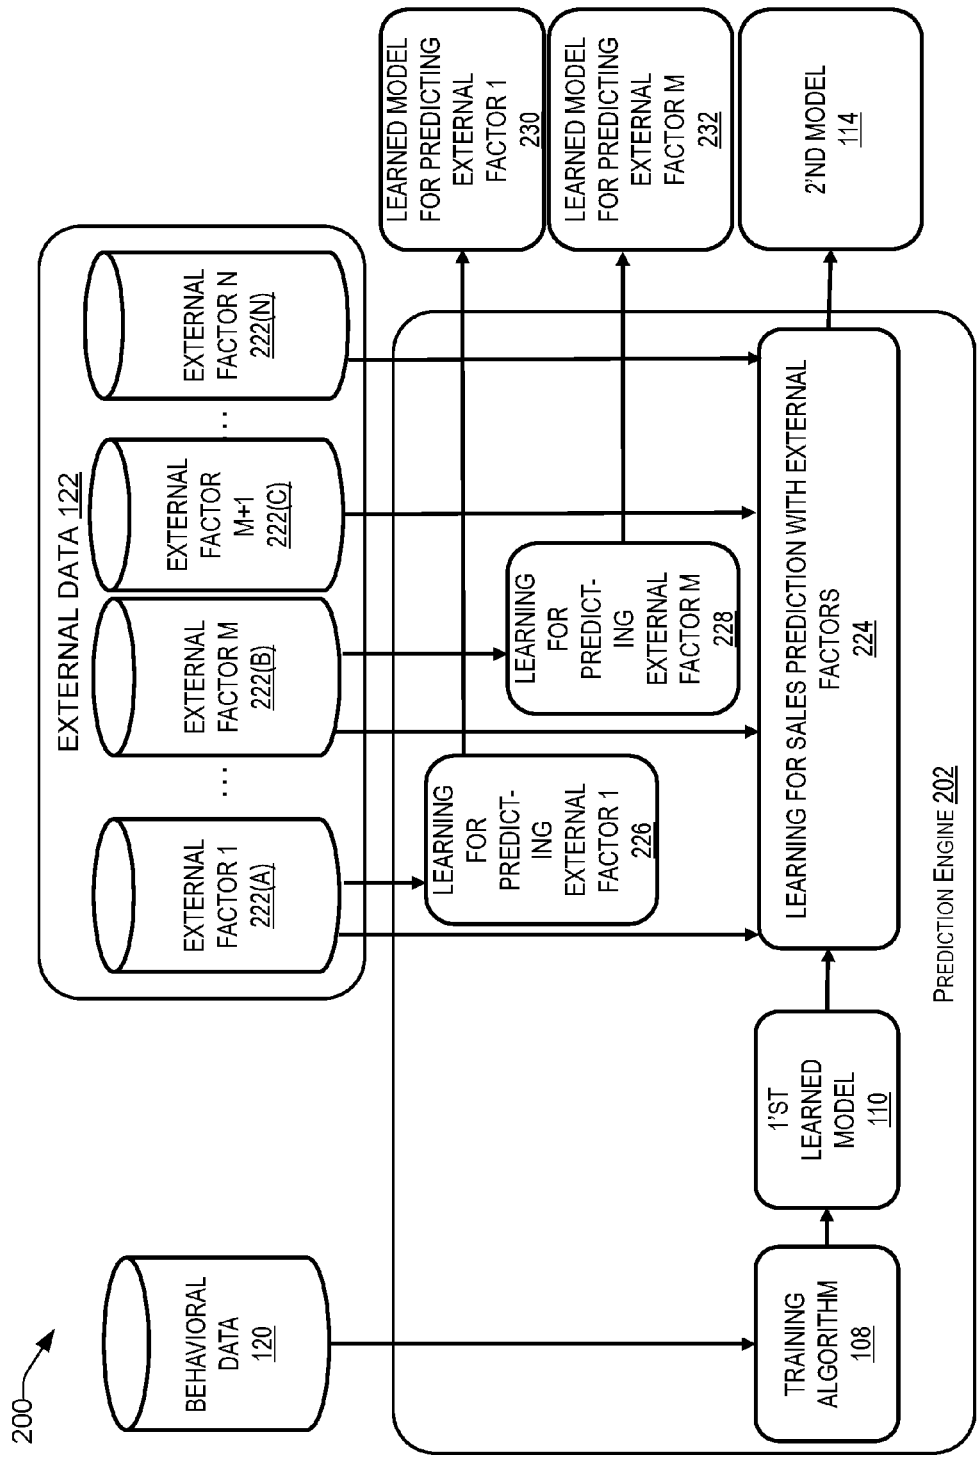 200
BEHAVIORAL
DATA
120
EXTERNAL DATA 122
EXTERNAL
FACTOR 1
222(A)
...
EXTERNAL
FACTOR M
222(B)
EXTERNAL
FACTOR
M+1
222(C)
...
EXTERNAL
FACTOR N
222(N)
LEARNING
FOR
PREDICT-
ING
EXTERNAL
FACTOR 1
226
LEARNING
FOR
PREDICT-
ING
EXTERNAL
FACTOR M
228
LEARNED MODEL
FOR PREDICTING
EXTERNAL
FACTOR 1
230
LEARNED MODEL
FOR PREDICTING
EXTERNAL
FACTOR M
232
TRAINING
ALGORITHM
108
1'ST
LEARNED
MODEL
110
LEARNING FOR SALES PREDICTION WITH EXTERNAL
FACTORS
224
2'ND MODEL
114
PREDICTION ENGINE 202